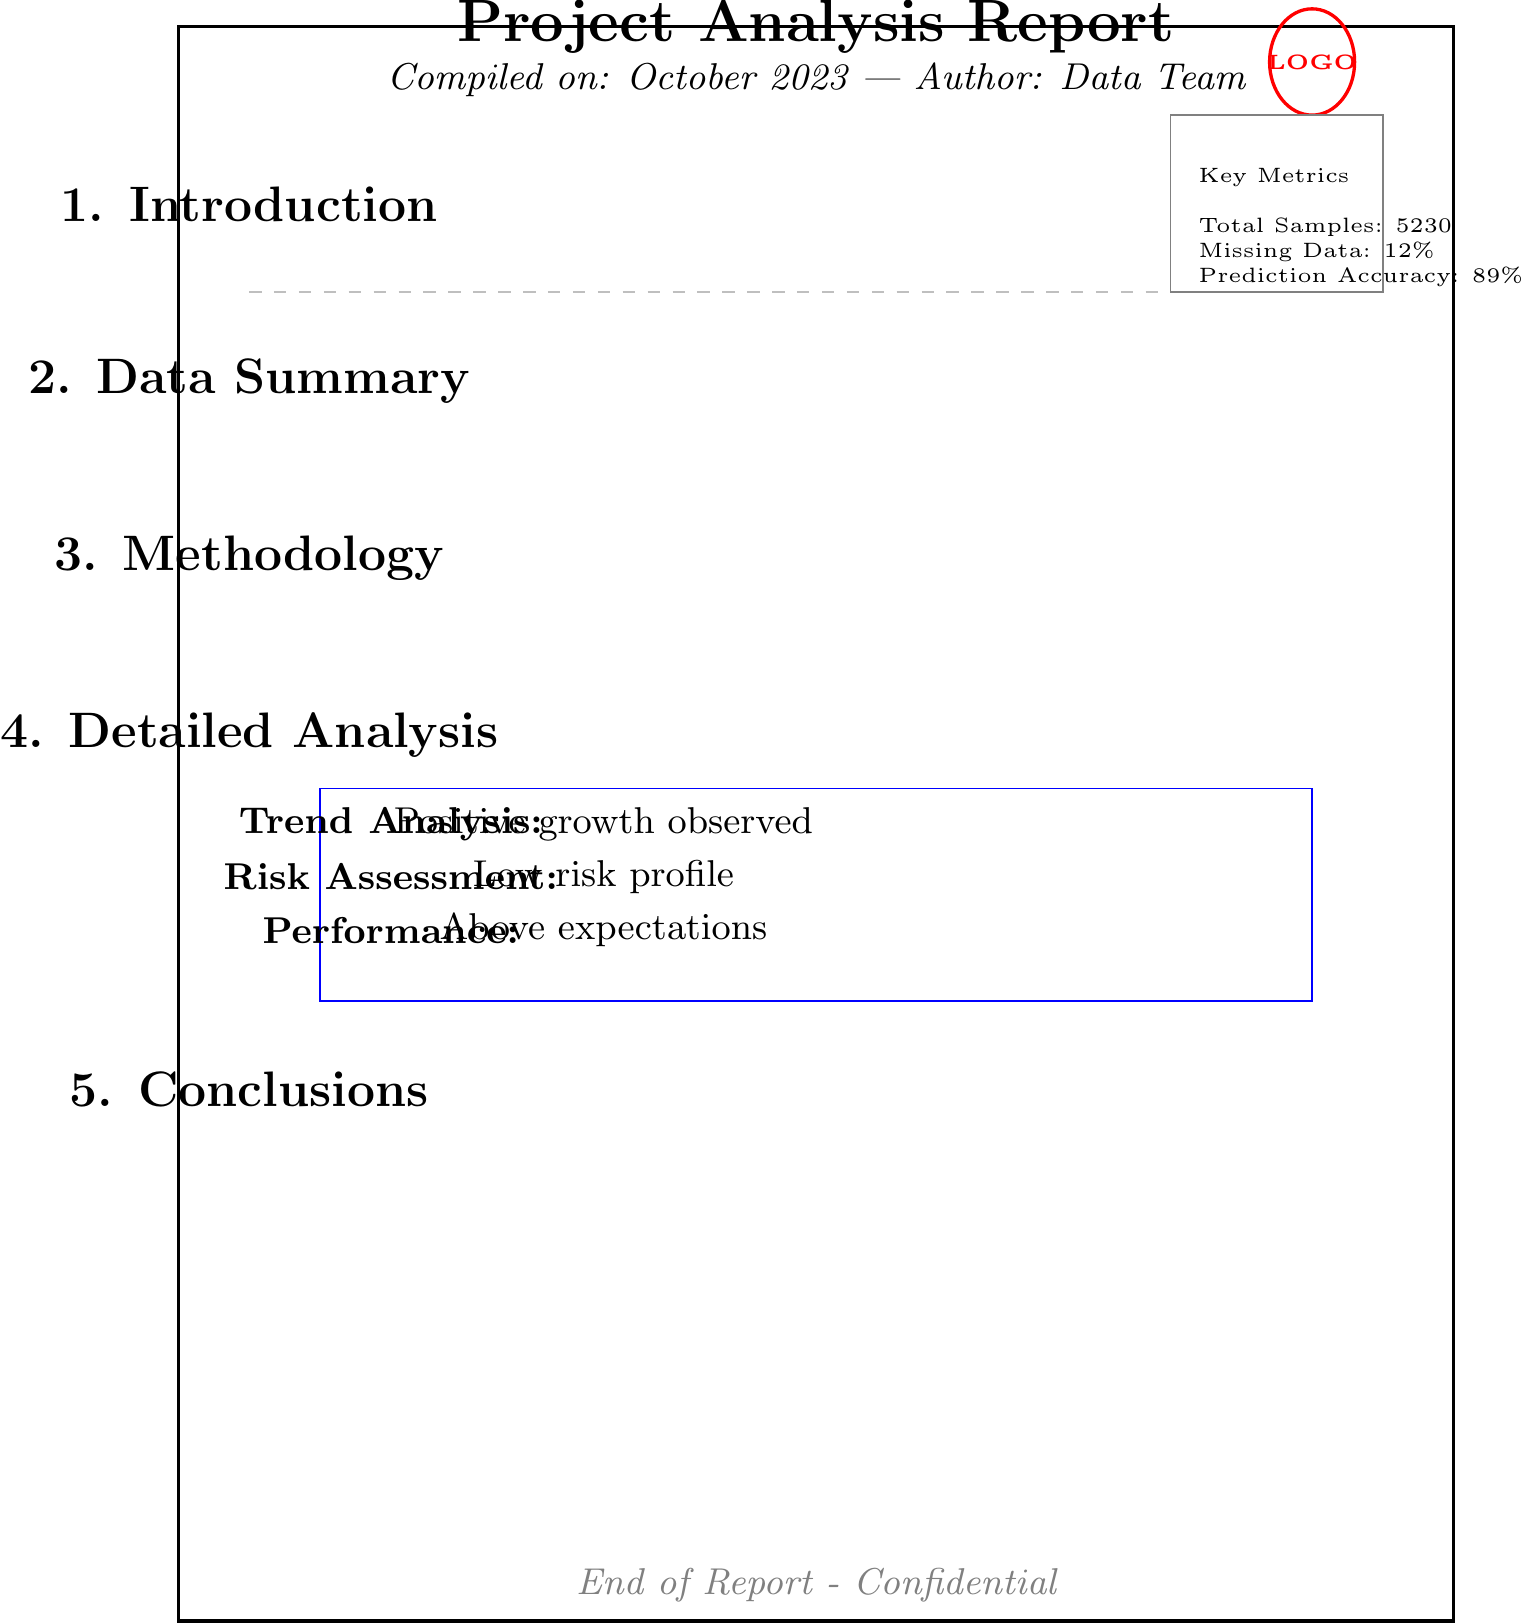 Project Analysis Report
Compiled on: October 2023 — Author: Data Team
LOGO
Key Metrics
Total Samples: 5230
Missing Data: 12%
Prediction Accuracy: 89%
1. Introduction
2. Data Summary
3. Methodology
4. Detailed Analysis
Trend Analysis: Positive growth observed
Risk Assessment: Low risk profile
Performance: Above expectations
5. Conclusions
End of Report - Confidential